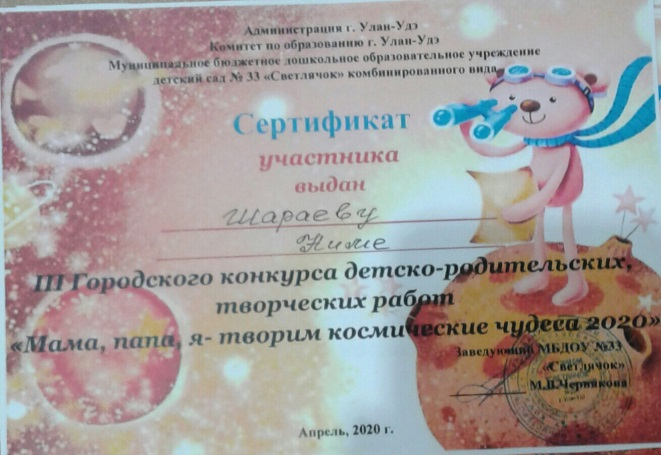 Администрация г. Улан-Удэ
Комитет по образованию г. Улан-Удэ
Муниципальное бюджетное дошкольное образовательное учреждение
детский сад № 33 «Светлячок» комбинированного вида
Сертификат
участника
выдан
Шараеву
Ниме
III Городского конкурса детско-родительских,
творческих работ
«Мама, папа, я- творим космические чудеса 2020»
Заведующий МБДОУ №33
«Светлячок»
М.В.Червякова
Апрель, 2020 г.